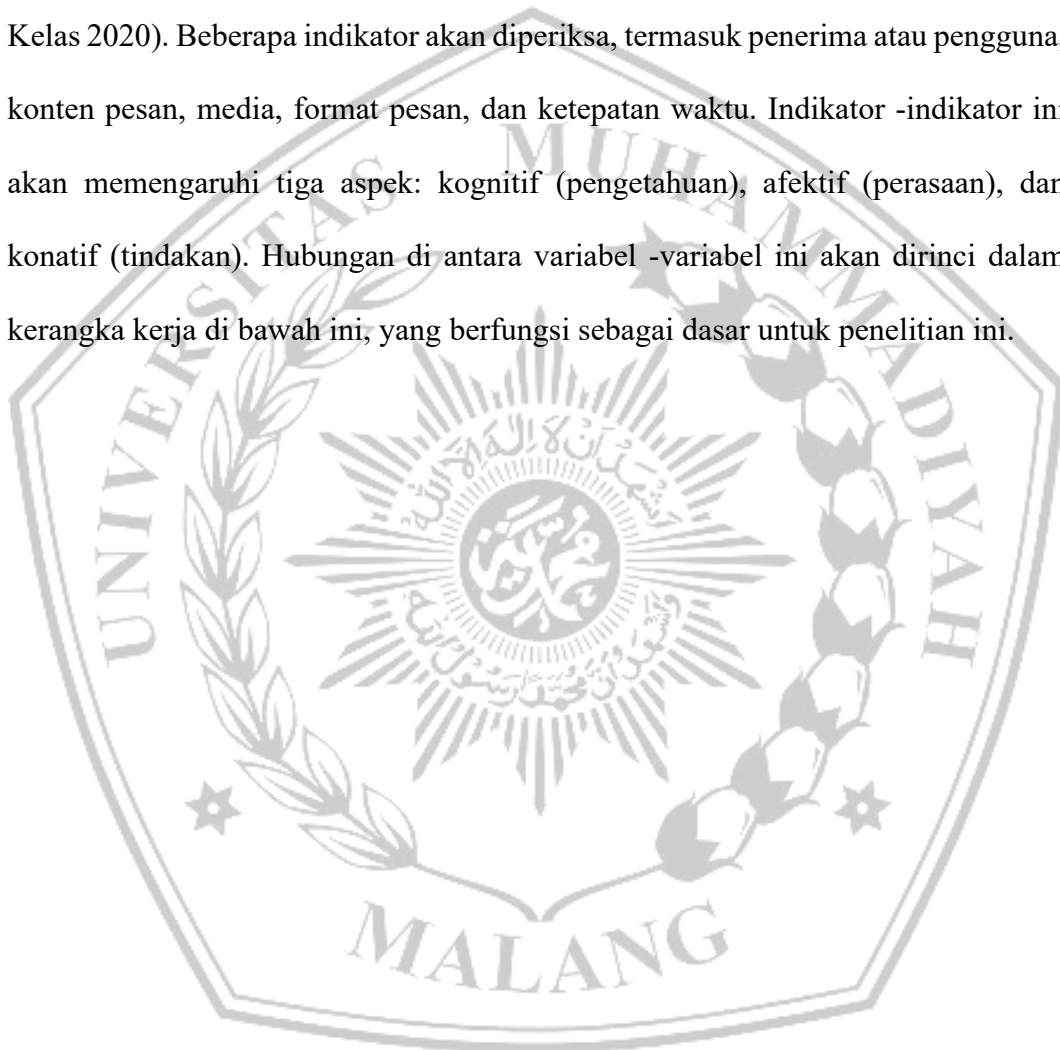 Kelas 2020). Beberapa indikator akan diperiksa, termasuk penerima atau pengguna,
konten pesan, media, format pesan, dan ketepatan waktu. Indikator -indikator ini
akan memengaruhi tiga aspek: kognitif (pengetahuan), afektif (perasaan), dan
konatif (tindakan). Hubungan di antara variabel -variabel ini akan dirinci dalam
kerangka kerja di bawah ini, yang berfungsi sebagai dasar untuk penelitian ini.
UNIVERSITAS MUHAMMADIYAH
MALANG